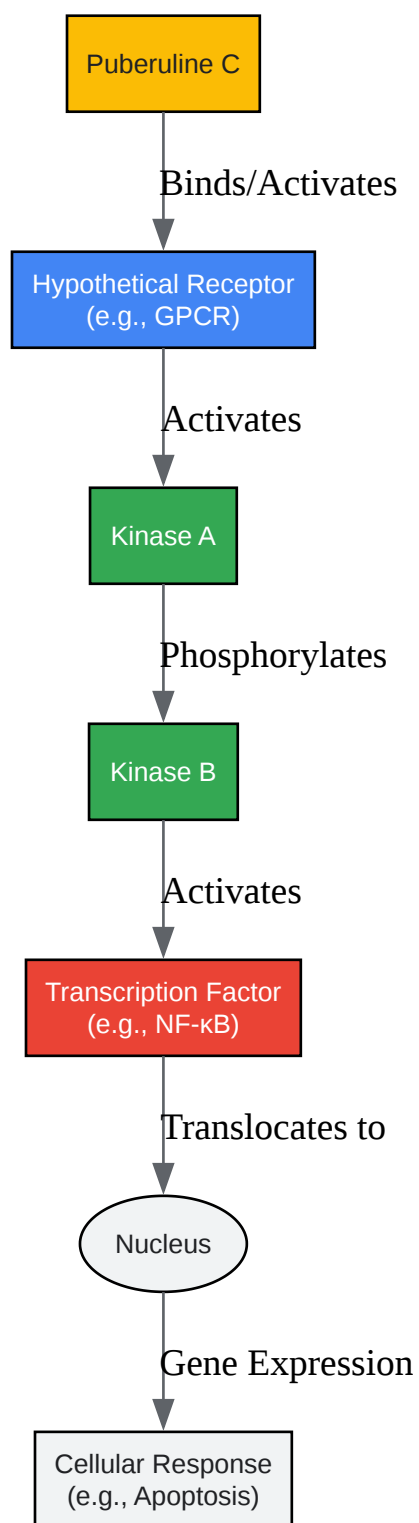 Puberuline C
Binds/Activates
Hypothetical Receptor
(e.g., GPCR)
Activates
Kinase A
Phosphorylates
Kinase B
Activates
Transcription Factor
(e.g., NF-κB)
Translocates to
Nucleus
Gene Expression
Cellular Response
(e.g., Apoptosis)